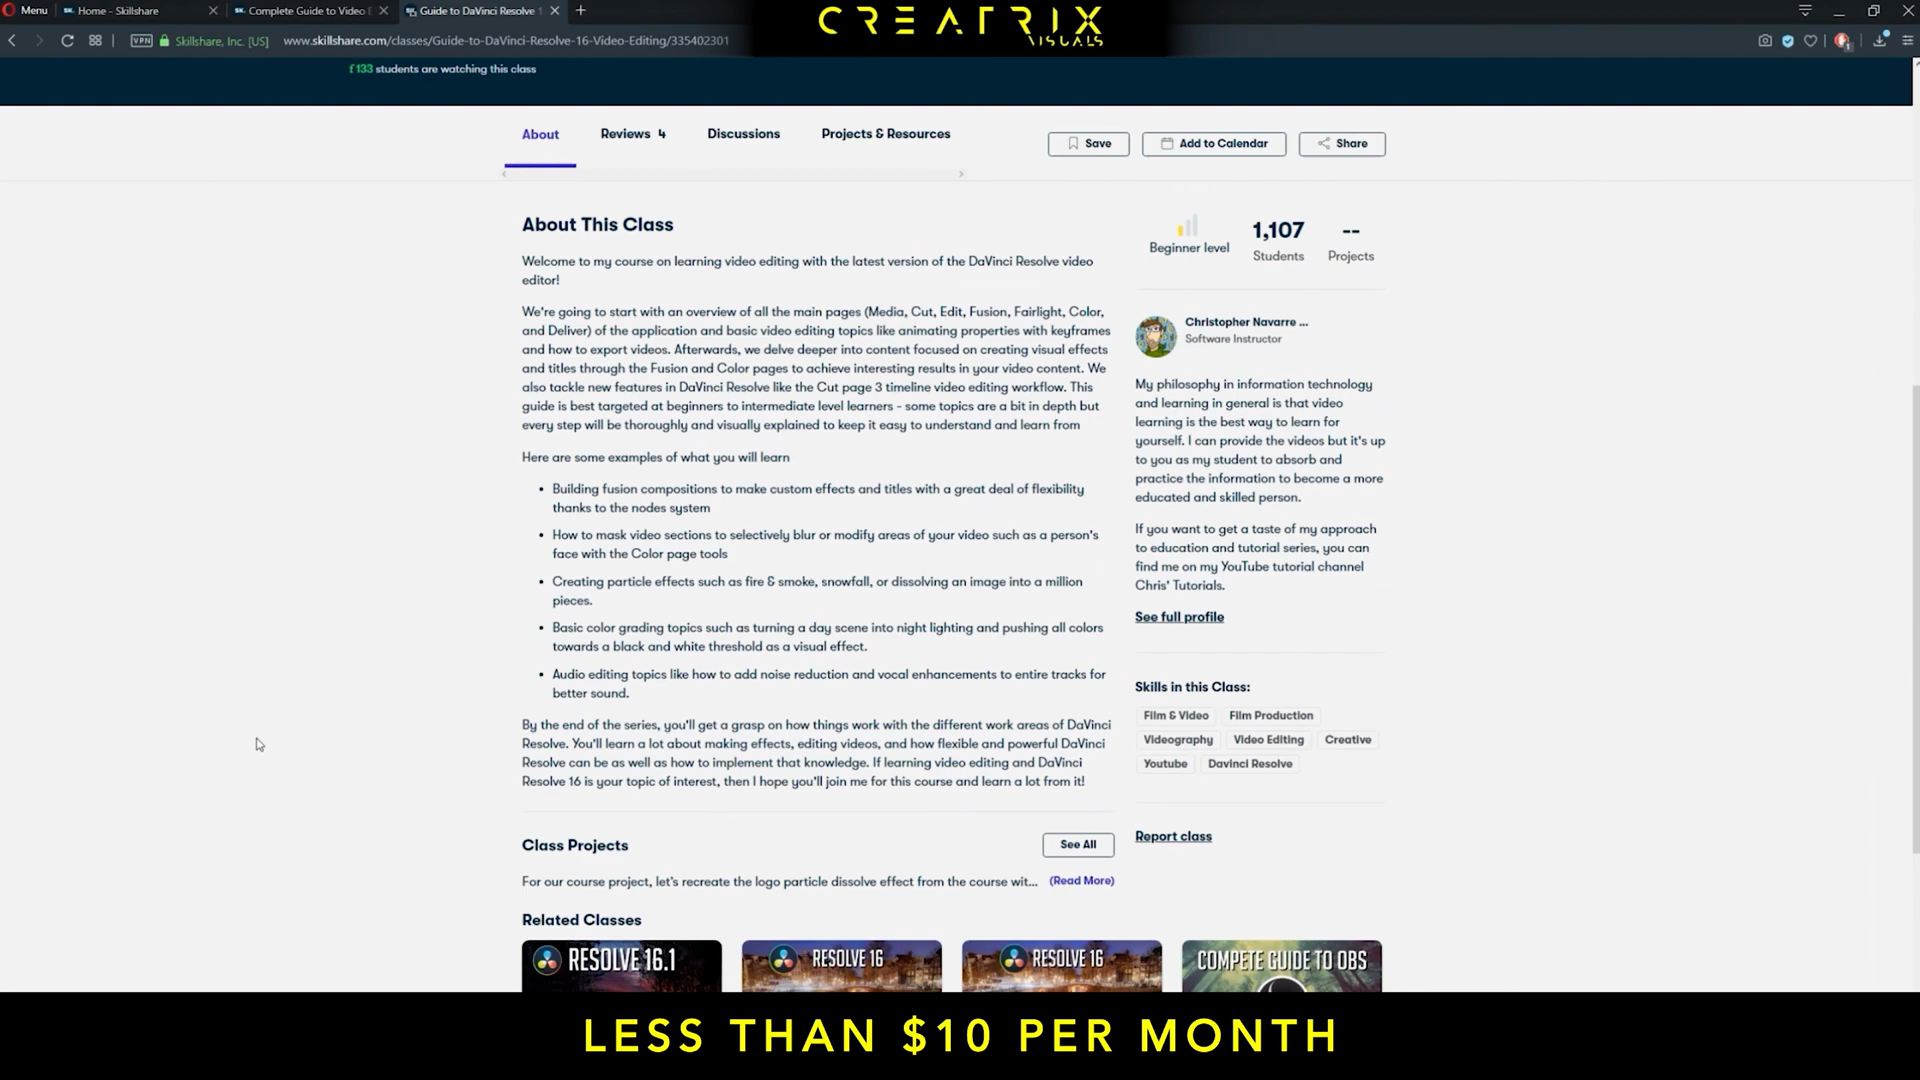 Menu
Home - Skillshare
Complete Guide to Video E
Guide to DaVinci Resolve 1
CREATRIX
VISUALS
VPN
Skillshare, Inc. [US]
www.skillshare.com/classes/Guide-to-DaVinci-Resolve-16-Video-Editing/335402301
133 students are watching this class
About
Reviews 4
Discussions
Projects & Resources
Save
Add to Calendar
Share
About This Class
Welcome to my course on learning video editing with the latest version of the DaVinci Resolve video
editor!
We're going to start with an overview of all the main pages (Media, Cut, Edit, Fusion, Fairlight, Color,
and Deliver) of the application and basic video editing topics like animating properties with keyframes
and how to export videos. Afterwards, we delve deeper into content focused on creating visual effects
and titles through the Fusion and Color pages to achieve interesting results in your video content. We
also tackle new features in DaVinci Resolve like the Cut page 3 timeline video editing workflow. This
guide is best targeted at beginners to intermediate level learners - some topics are a bit in depth but
every step will be thoroughly and visually explained to keep it easy to understand and learn from
Here are some examples of what you will learn
• Building fusion compositions to make custom effects and titles with a great deal of flexibility
thanks to the nodes system
• How to mask video sections to selectively blur or modify areas of your video such as a person's
face with the Color page tools
• Creating particle effects such as fire & smoke, snowfall, or dissolving an image into a million
pieces.
• Basic color grading topics such as turning a day scene into night lighting and pushing all colors
towards a black and white threshold as a visual effect.
• Audio editing topics like how to add noise reduction and vocal enhancements to entire tracks for
better sound.
By the end of the series, you'll get a grasp on how things work with the different work areas of DaVinci
Resolve. You'll learn a lot about making effects, editing videos, and how flexible and powerful DaVinci
Resolve can be as well as how to implement that knowledge. If learning video editing and DaVinci
Resolve 16 is your topic of interest, then I hope you'll join me for this course and learn a lot from it!
Class Projects
See All
For our course project, let's recreate the logo particle dissolve effect from the course wit...
(Read More)
Related Classes
RESOLVE 16.1
RESOLVE 16
RESOLVE 16
COMPETE GUIDE TO OBS
Beginner level
1,107
Students
--
Projects
Christopher Navarre ...
Software Instructor
My philosophy in information technology
and learning in general is that video
learning is the best way to learn for
yourself. I can provide the videos but it's up
to you as my student to absorb and
practice the information to become a more
educated and skilled person.
If you want to get a taste of my approach
to education and tutorial series, you can
find me on my YouTube tutorial channel
Chris' Tutorials.
See full profile
Skills in this Class:
Film & Video
Film Production
Videography
Video Editing
Creative
Youtube
Davinci Resolve
Report class
LESS THAN $10 PER MONTH